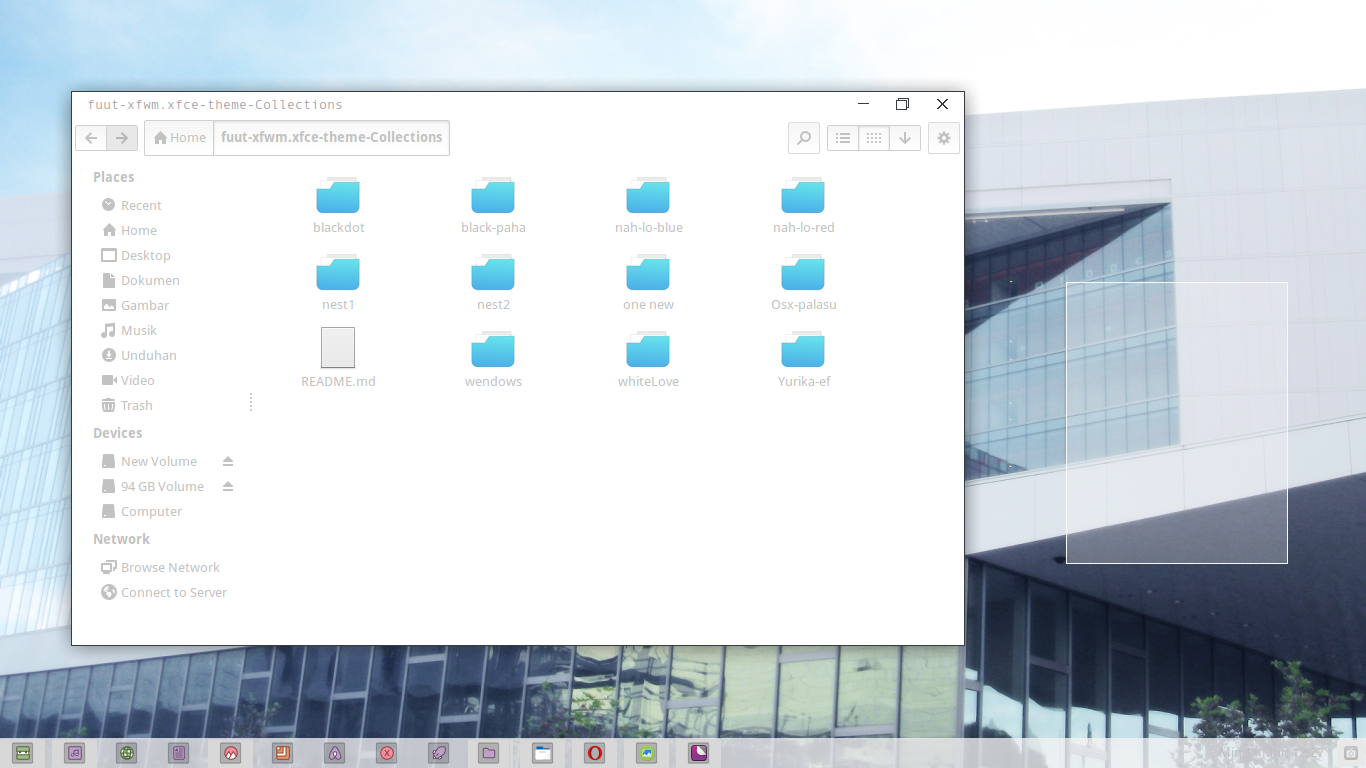 fuut-xfwm.xfce-theme-Collections
Home fuut-xfwm.xfce-theme-Collections
Places
Recent
Home
Desktop
Dokumen
Gambar
Musik
Unduhan
Video
Trash
Devices
New Volume
94 GB Volume
Computer
Network
Browse Network
Connect to Server
blackdot black-paha nah-lo-blue nah-lo-red
nest1 nest2 one new Osx-palasu
README.md wendows whiteLove Yurika-ef